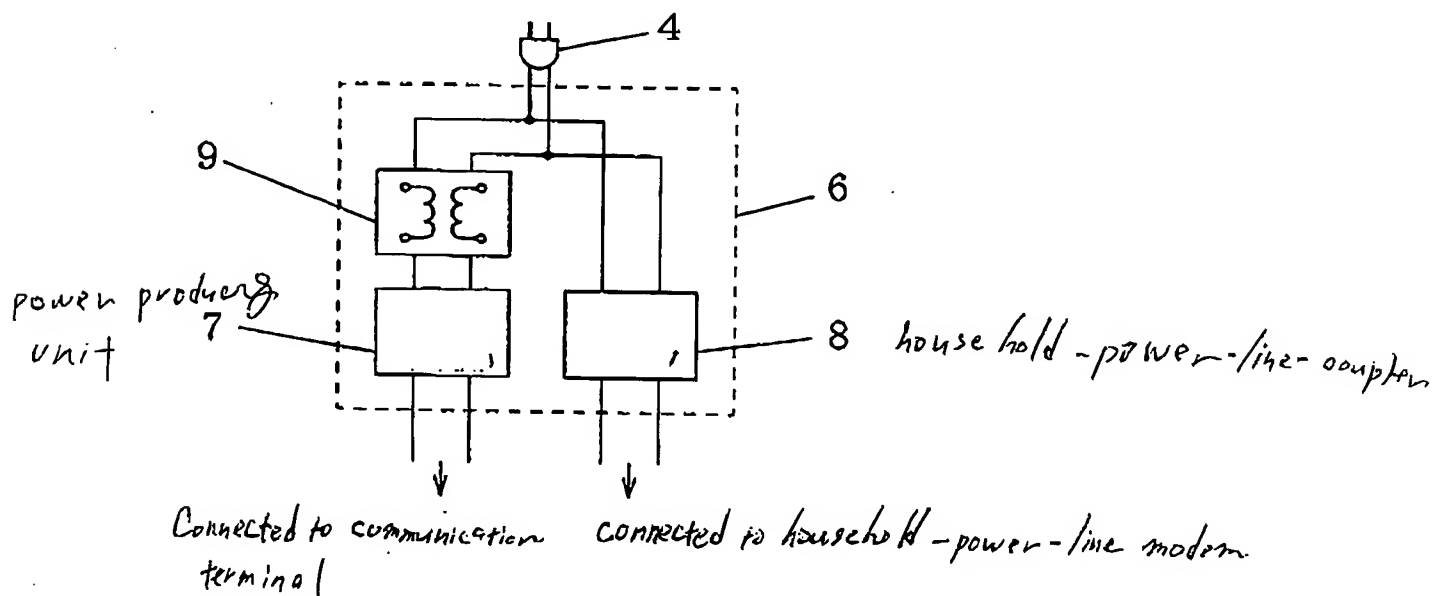 4
9
6
power producing
7
unit
8 household-power-line-coupler
Connected to communication
terminal
connected to household-power-line modem